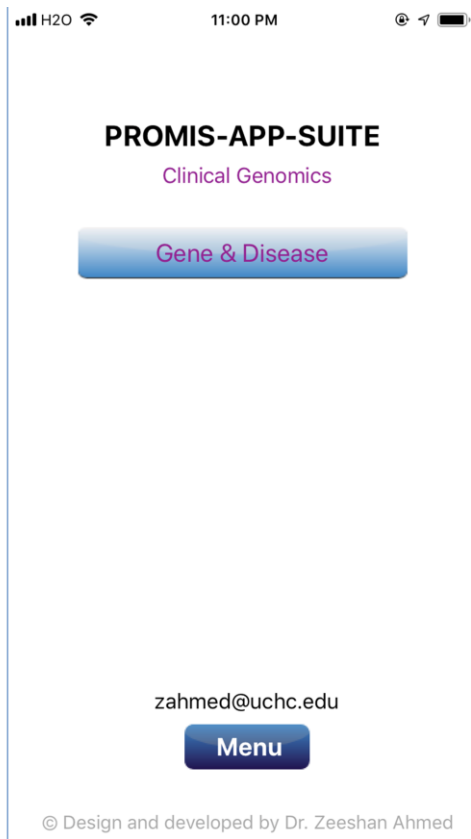 H2O 11:00 PM
PROMIS-APP-SUITE
Clinical Genomics
Gene & Disease
zahmed@uchc.edu
Menu
© Design and developed by Dr. Zeeshan Ahmed